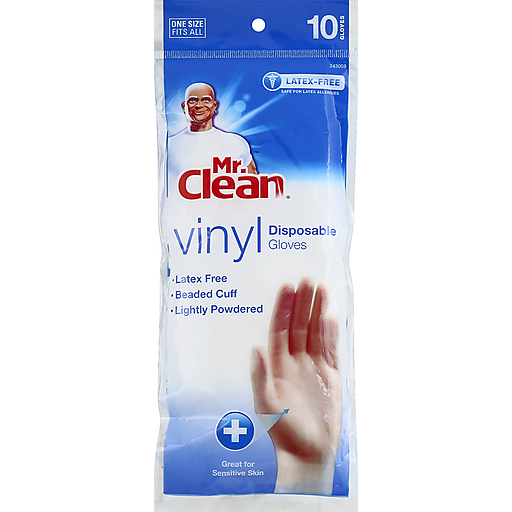 ONE SIZE
FITS ALL
10
GLOVES
243059
LATEX-FREE
SAFE FOR LATEX ALLERGIES
Mr.
Clean®
vinyl Disposable
Gloves
• Latex Free
• Beaded Cuff
• Lightly Powdered
Great for
Sensitive Skin